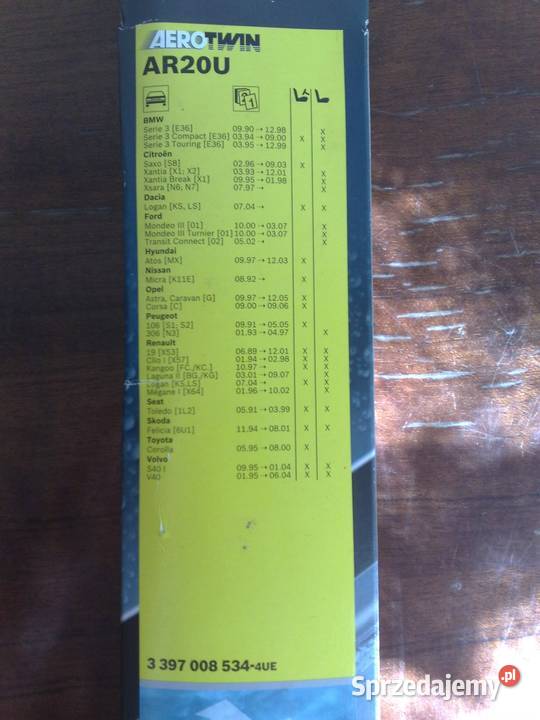 AEROTWIN
AR20U
BMW
Serie 3 [E36] 09.90 → 12.98 X
Serie 3 Compact [E36] 03.94 → 09.00 X X
Serie 3 Touring [E36] 03.95 → 12.99 X
Citroën
Saxo [S8] 02.96 → 09.03 X
Xantia [X1; X2] 03.93 → 12.01 X
Xantia Break [X1] 09.95 → 01.98 X
Xsara [N6, N7] 07.97 → X
Dacia
Logan [KS, LS] 07.04 → X X
Ford
Mondeo III [01] 10.00 → 03.07 X
Mondeo III Turnier [01] 10.00 → 03.07 X
Transit Connect [02] 05.02 → X
Hyundai
Atos [MX] 09.97 → 12.03 X
Nissan
Micra [K11E] 08.92 → X
Opel
Astra, Caravan [G] 09.97 → 12.05 X
Corsa [C] 09.00 → 09.06 X
Peugeot
106 [S1; S2] 09.91 → 05.05 X
306 [N3] 01.93 → 04.97 X
Renault
19 [X53] 06.89 → 12.01 X X
Clio I [X57] 01.94 → 02.98 X X
Kangoo [FC./KC.] 10.97 → X X
Laguna II [BG./KG] 03.01 → 09.07 X
Logan [KS,LS] 07.04 → X X
Mégane I [X64] 01.96 → 10.02 X
Seat
Toledo [1L2] 05.91 → 03.99 X X
Skoda
Felicia [6U1] 11.94 → 08.01 X X
Toyota
Corolla 05.95 → 08.00 X
Volvo
S40 I 09.95 → 01.04 X X
V40 01.95 → 06.04 X X
3 397 008 534-4UE
Sprzedajemy.pl